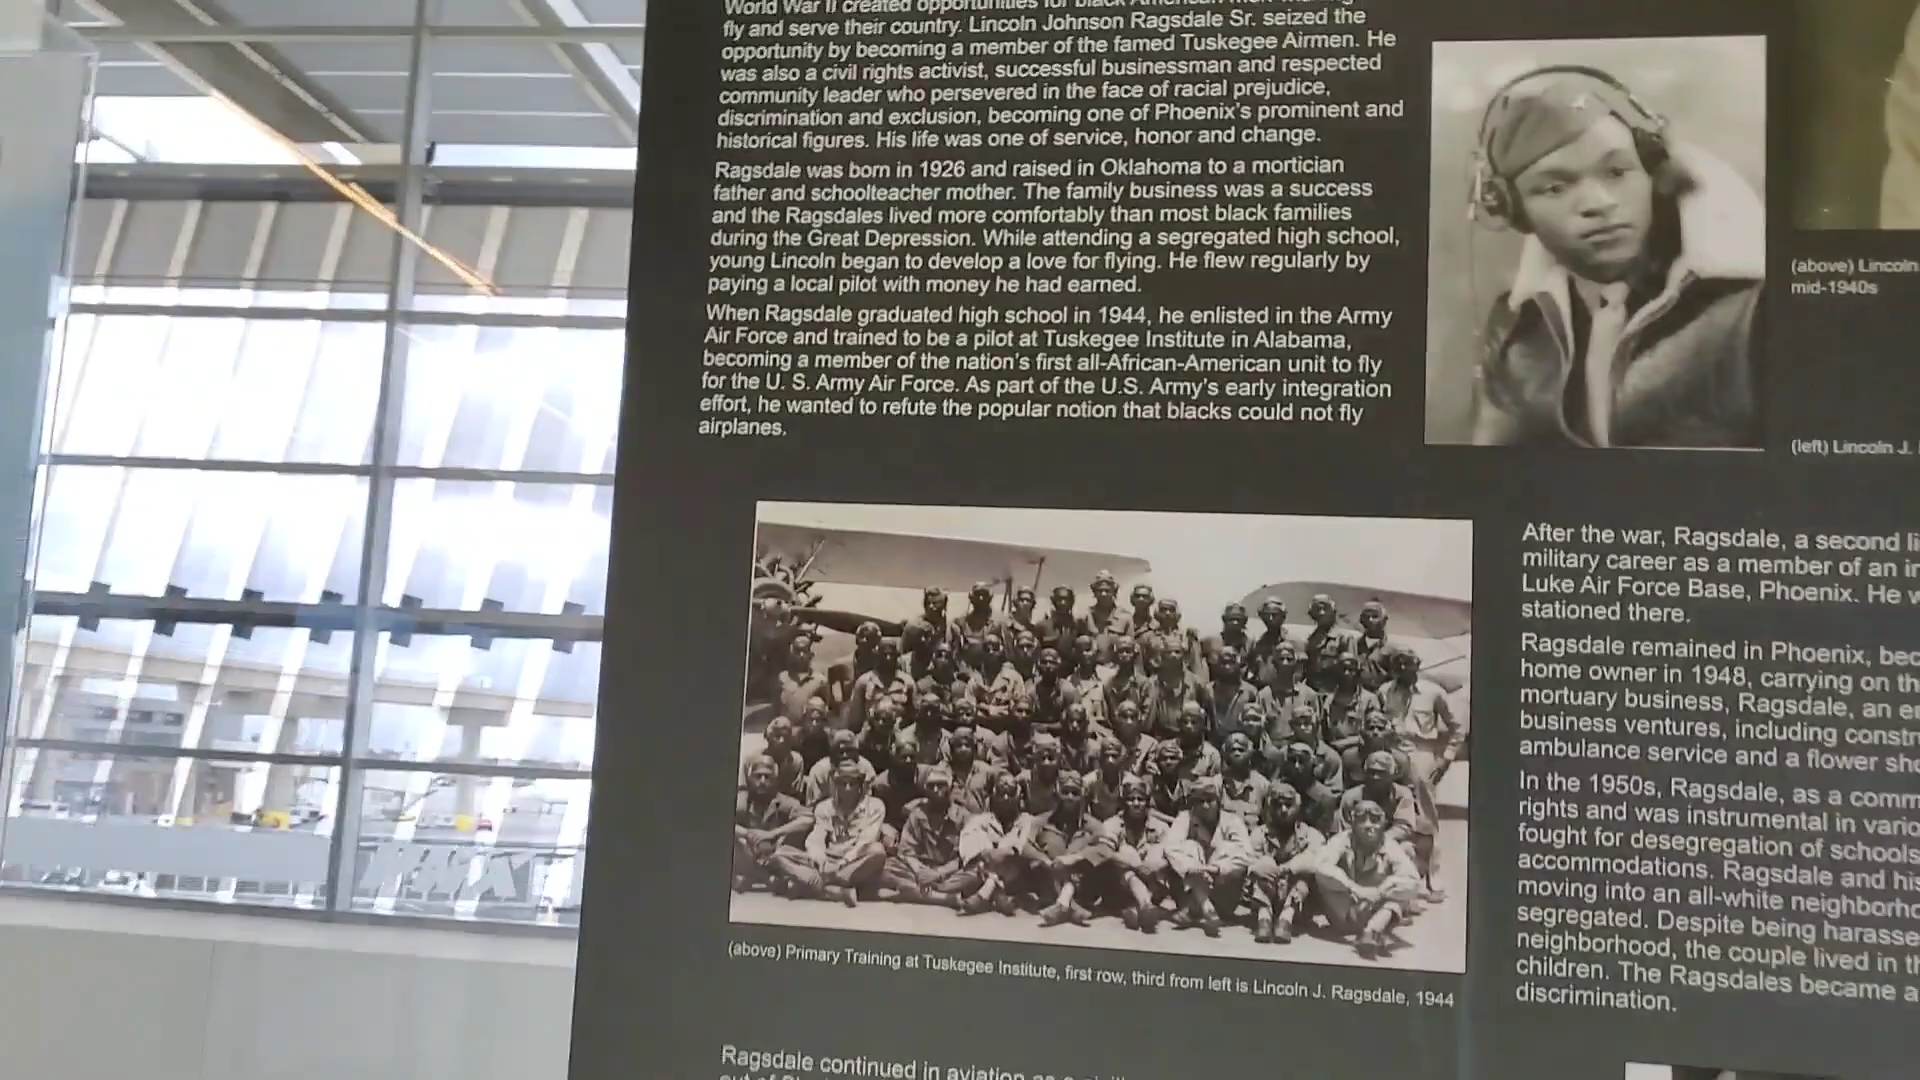 World War II created opportunities for black American men
fly and serve their country. Lincoln Johnson Ragsdale Sr. seized the
opportunity by becoming a member of the famed Tuskegee Airmen. He
was also a civil rights activist, successful businessman and respected
community leader who persevered in the face of racial prejudice,
discrimination and exclusion, becoming one of Phoenix's prominent and
historical figures. His life was one of service, honor and change.
Ragsdale was born in 1926 and raised in Oklahoma to a mortician
father and schoolteacher mother. The family business was a success
and the Ragsdales lived more comfortably than most black families
during the Great Depression. While attending a segregated high school,
young Lincoln began to develop a love for flying. He flew regularly by
paying a local pilot with money he had earned.
When Ragsdale graduated high school in 1944, he enlisted in the Army
Air Force and trained to be a pilot at Tuskegee Institute in Alabama,
becoming a member of the nation's first all-African-American unit to fly
for the U. S. Army Air Force. As part of the U.S. Army's early integration
effort, he wanted to refute the popular notion that blacks could not fly
airplanes.
(above) Lincoln
mid-1940s
(left) Lincoln J.
(above) Primary Training at Tuskegee Institute, first row, third from left is Lincoln J. Ragsdale, 1944
After the war, Ragsdale, a second
military career as a member of an
Luke Air Force Base, Phoenix. He
stationed there.
Ragsdale remained in Phoenix,
home owner in 1948, carrying on
mortuary business, Ragsdale, an
business ventures, including
ambulance service and a flower
In the 1950s, Ragsdale, as a
rights and was instrumental in
fought for desegregation of schools
accommodations. Ragsdale and
moving into an all-white
segregated. Despite being
neighborhood, the couple lived in
children. The Ragsdales became
discrimination.
Ragsdale continued in aviation